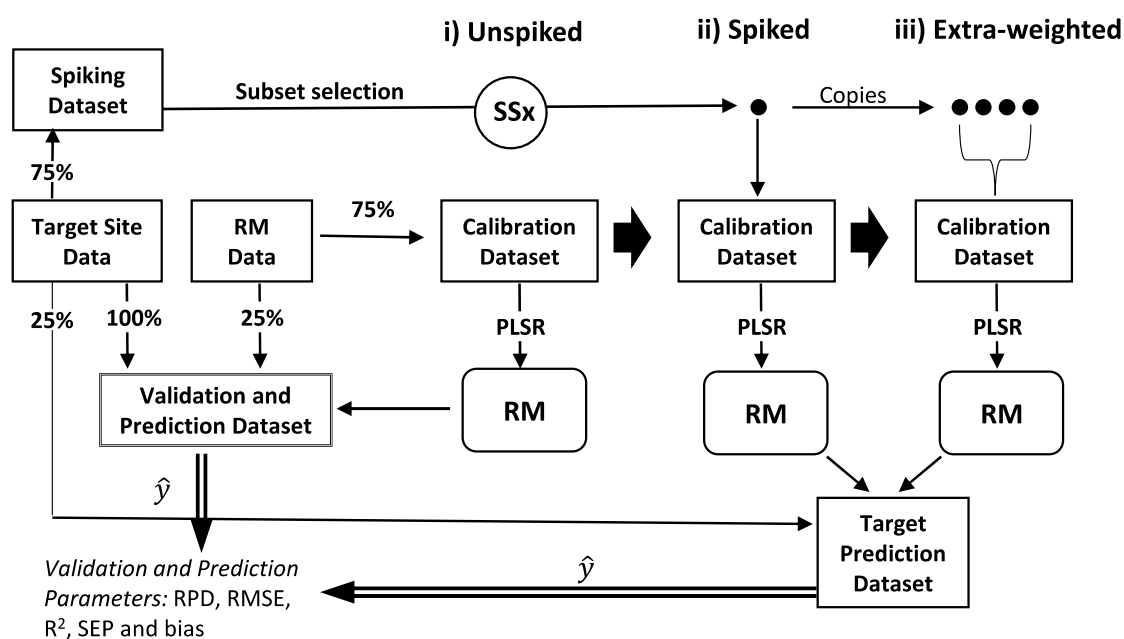 i) Unspiked
ii) Spiked
iii) Extra-weighted
Spiking
Dataset
Subset selection
SSx
Copies
75%
Target Site
Data
RM
Data
75%
Calibration
Dataset
Calibration
Dataset
Calibration
Dataset
25%
100%
25%
PLSR
PLSR
PLSR
Validation and
Prediction Dataset
RM
RM
RM
ŷ
Target
Prediction
Dataset
ŷ
Validation and Prediction
Parameters: RPD, RMSE,
R², SEP and bias